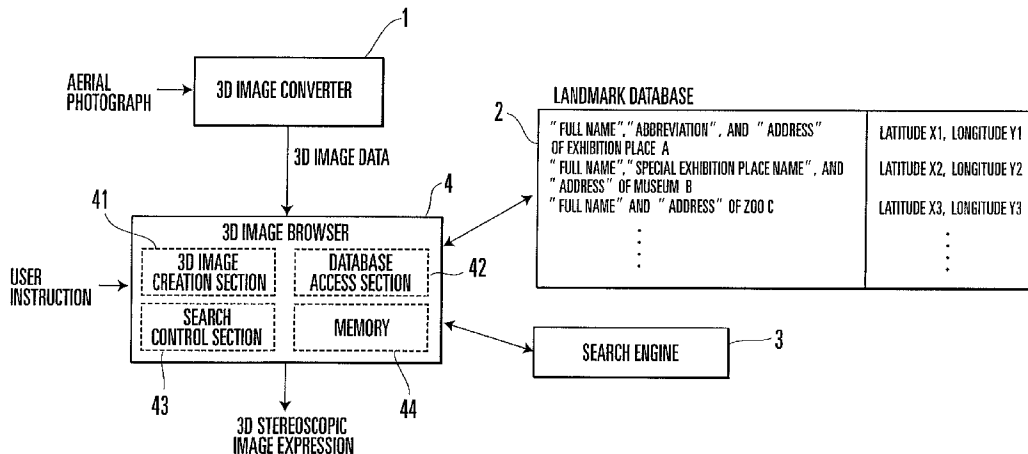 1
AERIAL
PHOTOGRAPH
3D IMAGE CONVERTER
3D IMAGE DATA
LANDMARK DATABASE
2
"FULL NAME","ABBREVIATION", AND "ADDRESS"
OF EXHIBITION PLACE A
LATITUDE X1, LONGITUDE Y1
"FULL NAME","SPECIAL EXHIBITION PLACE NAME", AND
"ADDRESS" OF MUSEUM B
LATITUDE X2, LONGITUDE Y2
"FULL NAME" AND "ADDRESS" OF ZOO C
LATITUDE X3, LONGITUDE Y3
4
41
3D IMAGE BROWSER
3D IMAGE
CREATION SECTION
DATABASE
ACCESS SECTION
42
USER
INSTRUCTION
SEARCH
CONTROL SECTION
MEMORY
43
44
SEARCH ENGINE
3
3D STEREOSCOPIC
IMAGE EXPRESSION